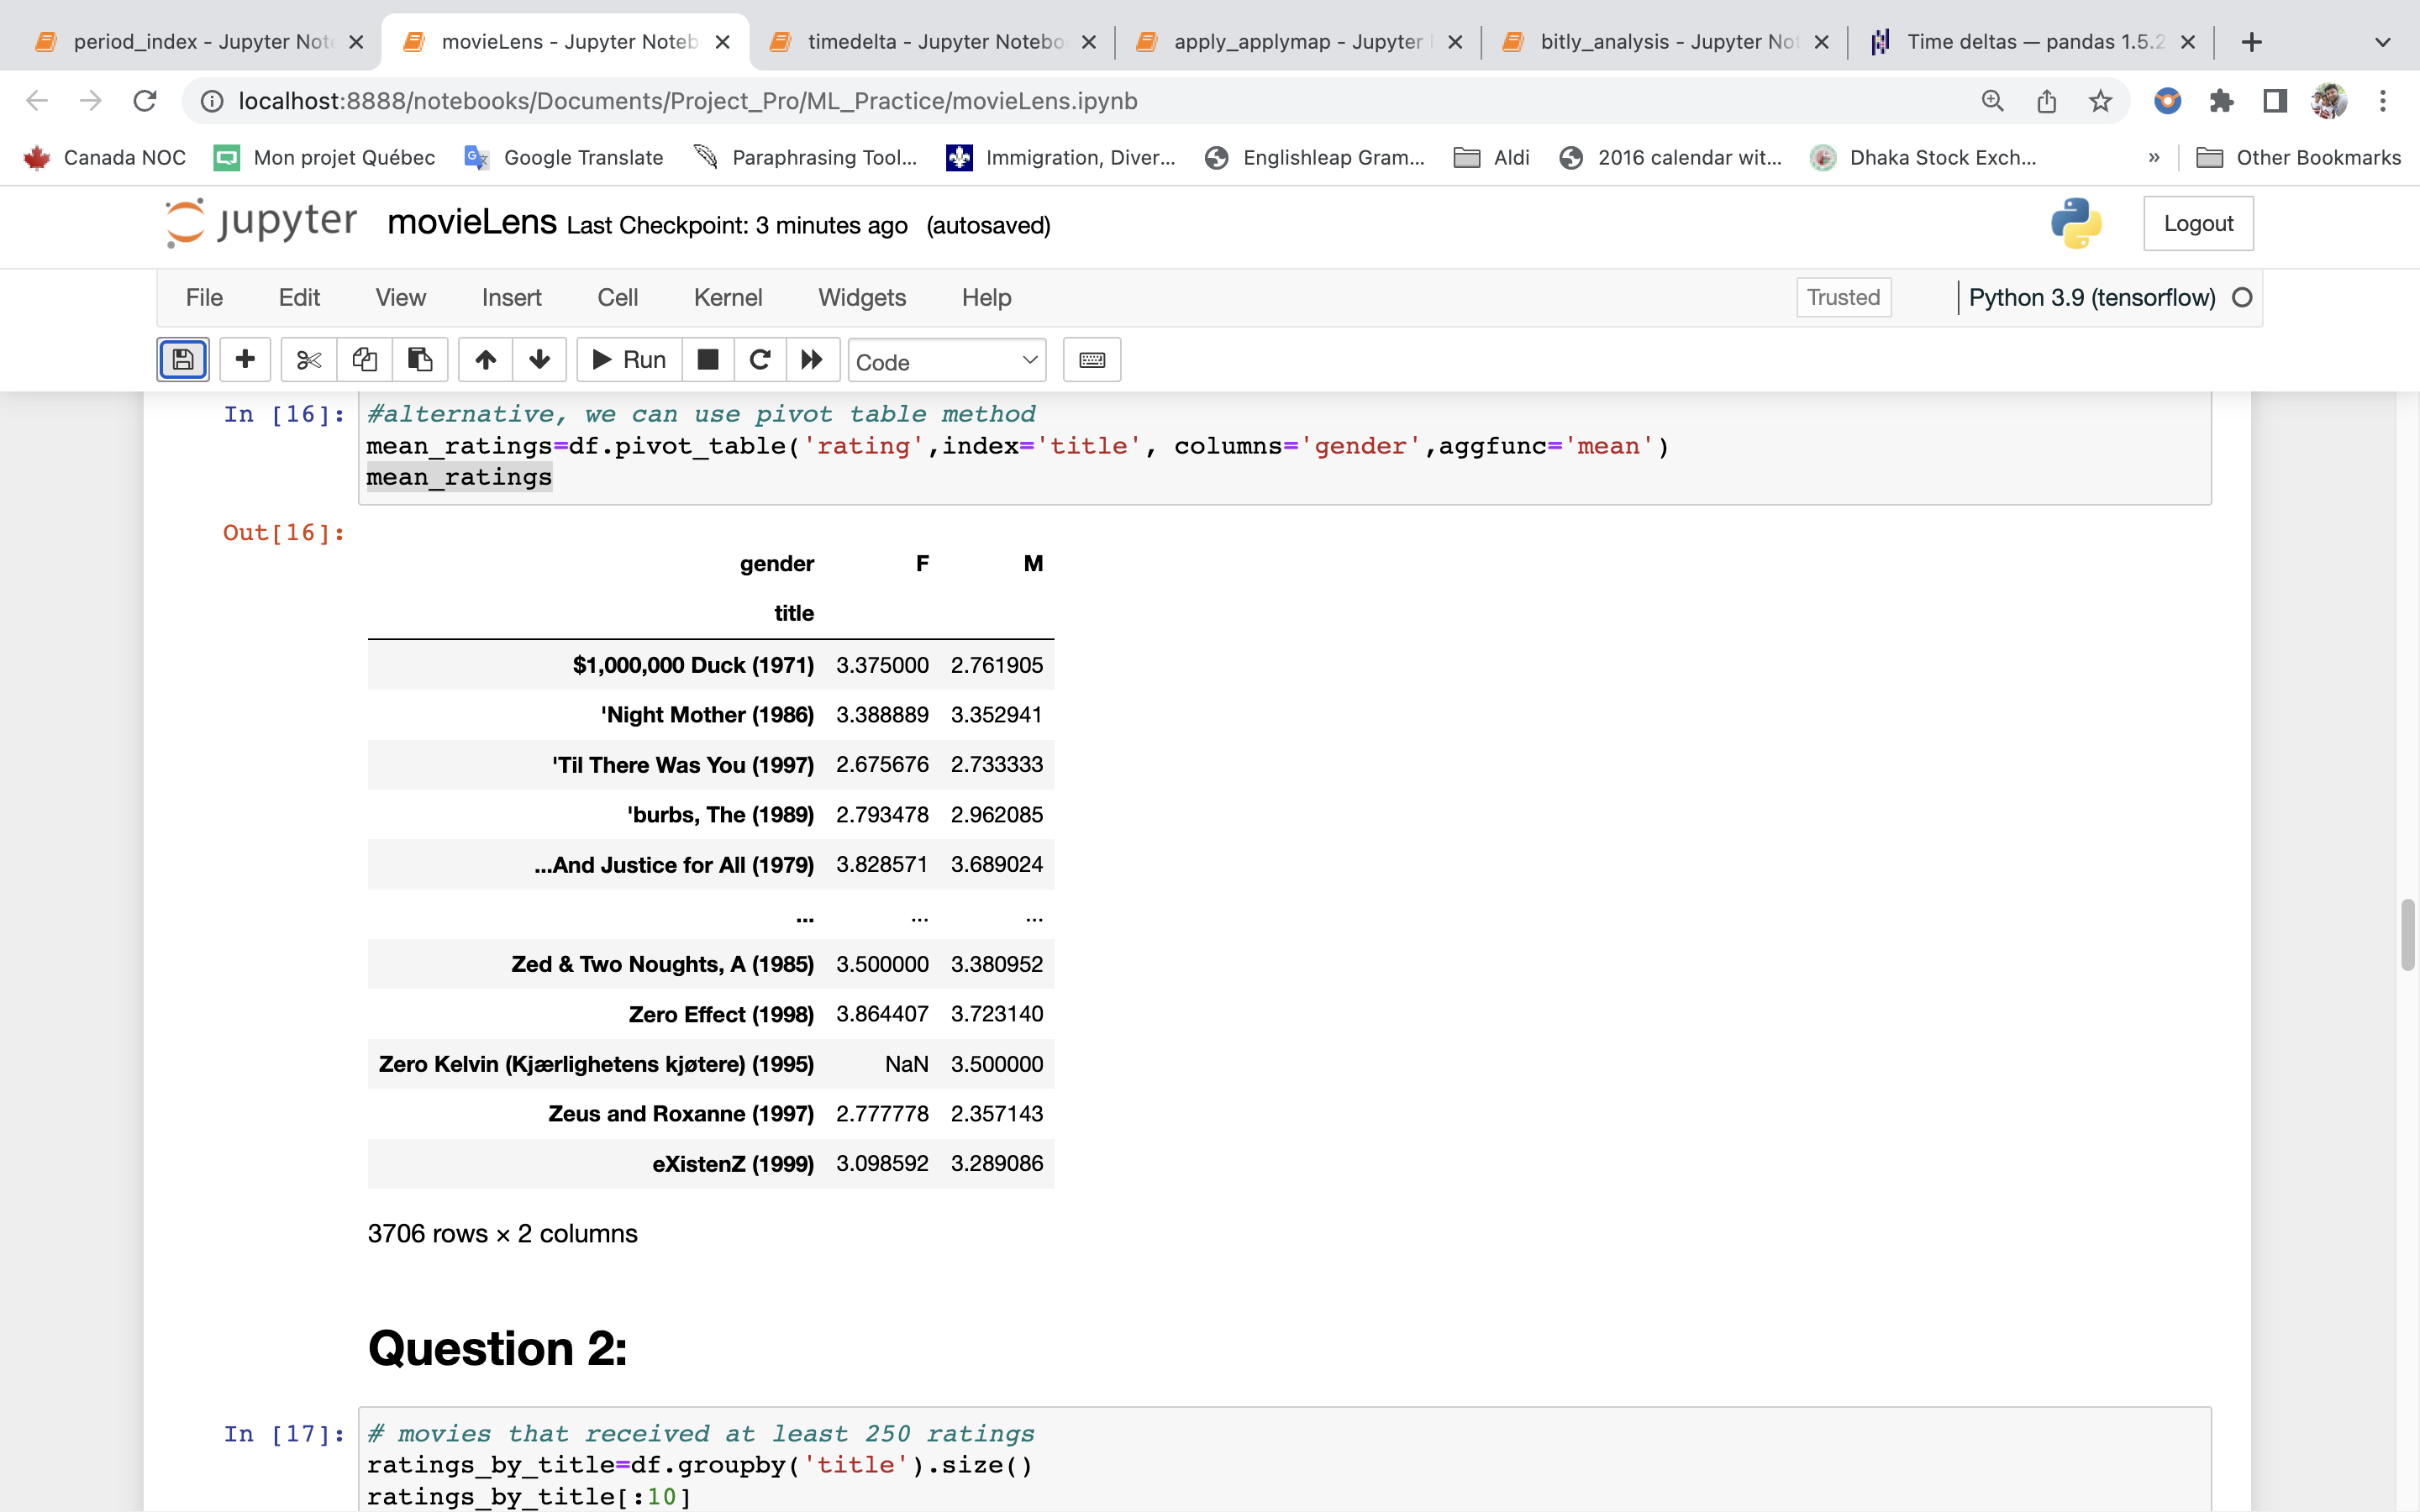 period_index - Jupyter Not
movieLens - Jupyter Noteb
timedelta - Jupyter Notebo
apply_applymap - Jupyter
bitly_analysis - Jupyter Not
Time deltas — pandas 1.5.2
localhost:8888/notebooks/Documents/Project_Pro/ML_Practice/movieLens.ipynb
Canada NOC
Mon projet Québec
Google Translate
Paraphrasing Tool...
Immigration, Diver...
Englishleap Gram...
Aldi
2016 calendar wit...
Dhaka Stock Exch...
»
Other Bookmarks
jupyter movieLens Last Checkpoint: 3 minutes ago (autosaved)
Logout
File Edit View Insert Cell Kernel Widgets Help
Trusted
Python 3.9 (tensorflow)
Run
Code
In [16]: #alternative, we can use pivot table method
mean_ratings=df.pivot_table('rating',index='title', columns='gender',aggfunc='mean')
mean_ratings
Out[16]:
gender F M
title
$1,000,000 Duck (1971) 3.375000 2.761905
'Night Mother (1986) 3.388889 3.352941
'Til There Was You (1997) 2.675676 2.733333
'burbs, The (1989) 2.793478 2.962085
...And Justice for All (1979) 3.828571 3.689024
... ... ...
Zed & Two Noughts, A (1985) 3.500000 3.380952
Zero Effect (1998) 3.864407 3.723140
Zero Kelvin (Kjærlighetens kjøtere) (1995) NaN 3.500000
Zeus and Roxanne (1997) 2.777778 2.357143
eXistenZ (1999) 3.098592 3.289086
3706 rows × 2 columns
Question 2:
In [17]: # movies that received at least 250 ratings
ratings_by_title=df.groupby('title').size()
ratings_by_title[:10]